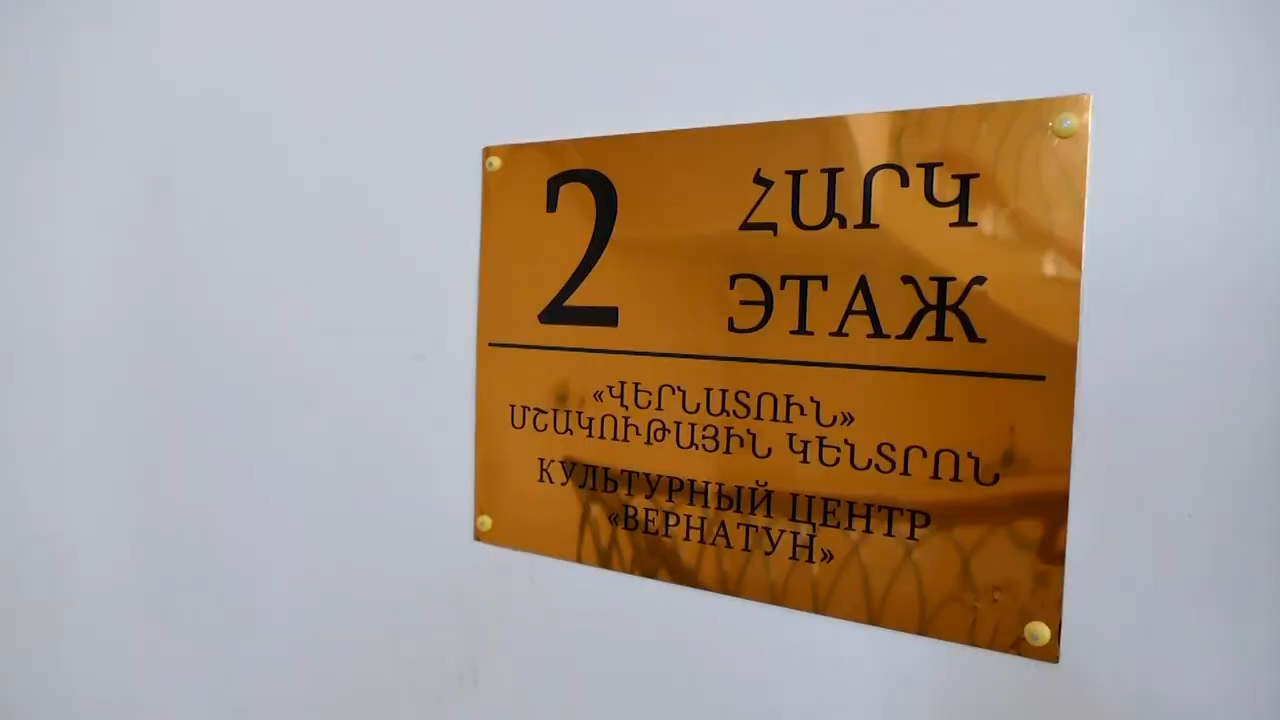 2
ՀԱՐԿ
ЭТАЖ
«ՎԵՐՆԱՏՈՒՆ»
ՄՇԱԿՈՒԹԱՅԻՆ ԿԵՆՏՐՈՆ
КУЛЬТУРНЫЙ ЦЕНТР
«ВЕРНАТУН»